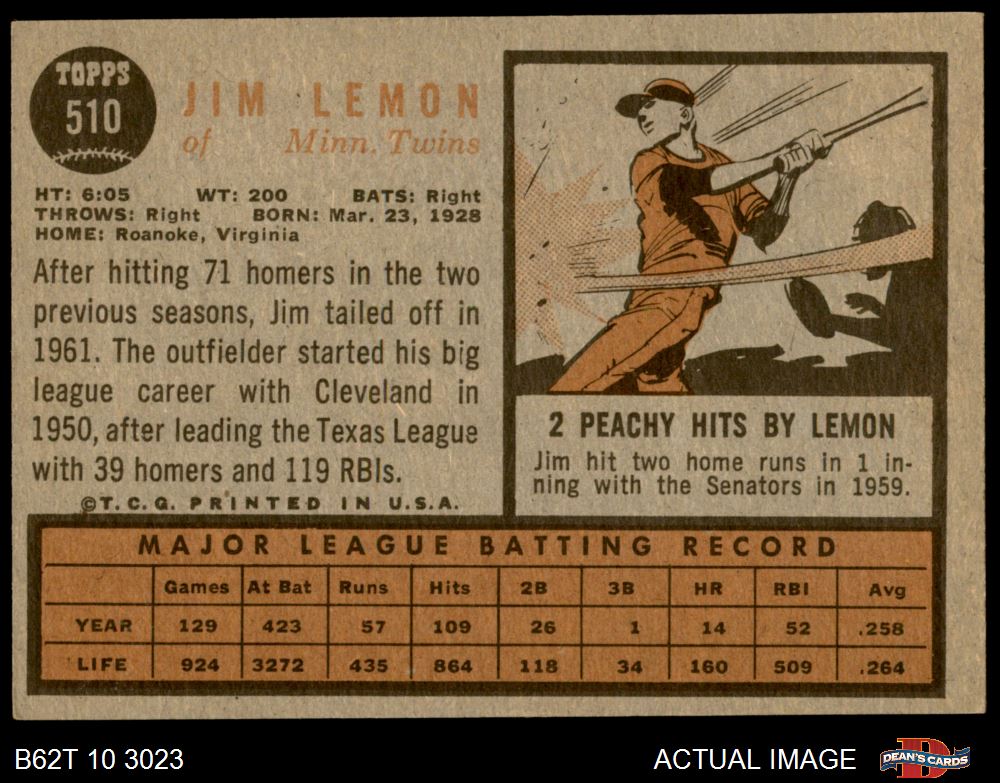 TOPPS
510
JIM LEMON
of Minn. Twins
HT: 6:05 WT: 200 BATS: Right
THROWS: Right BORN: Mar. 23, 1928
HOME: Roanoke, Virginia
After hitting 71 homers in the two
previous seasons, Jim tailed off in
1961. The outfielder started his big
league career with Cleveland in
1950, after leading the Texas League
with 39 homers and 119 RBIs.
©T.C.G. PRINTED IN U.S.A.
2 PEACHY HITS BY LEMON
Jim hit two home runs in 1 in-
ning with the Senators in 1959.
MAJOR LEAGUE BATTING RECORD
Games At Bat Runs Hits 2B 3B HR RBI Avg
YEAR 129 423 57 109 26 1 14 52 .258
LIFE 924 3272 435 864 118 34 160 509 .264
B62T 10 3023 ACTUAL IMAGE DEAN'S CARDS